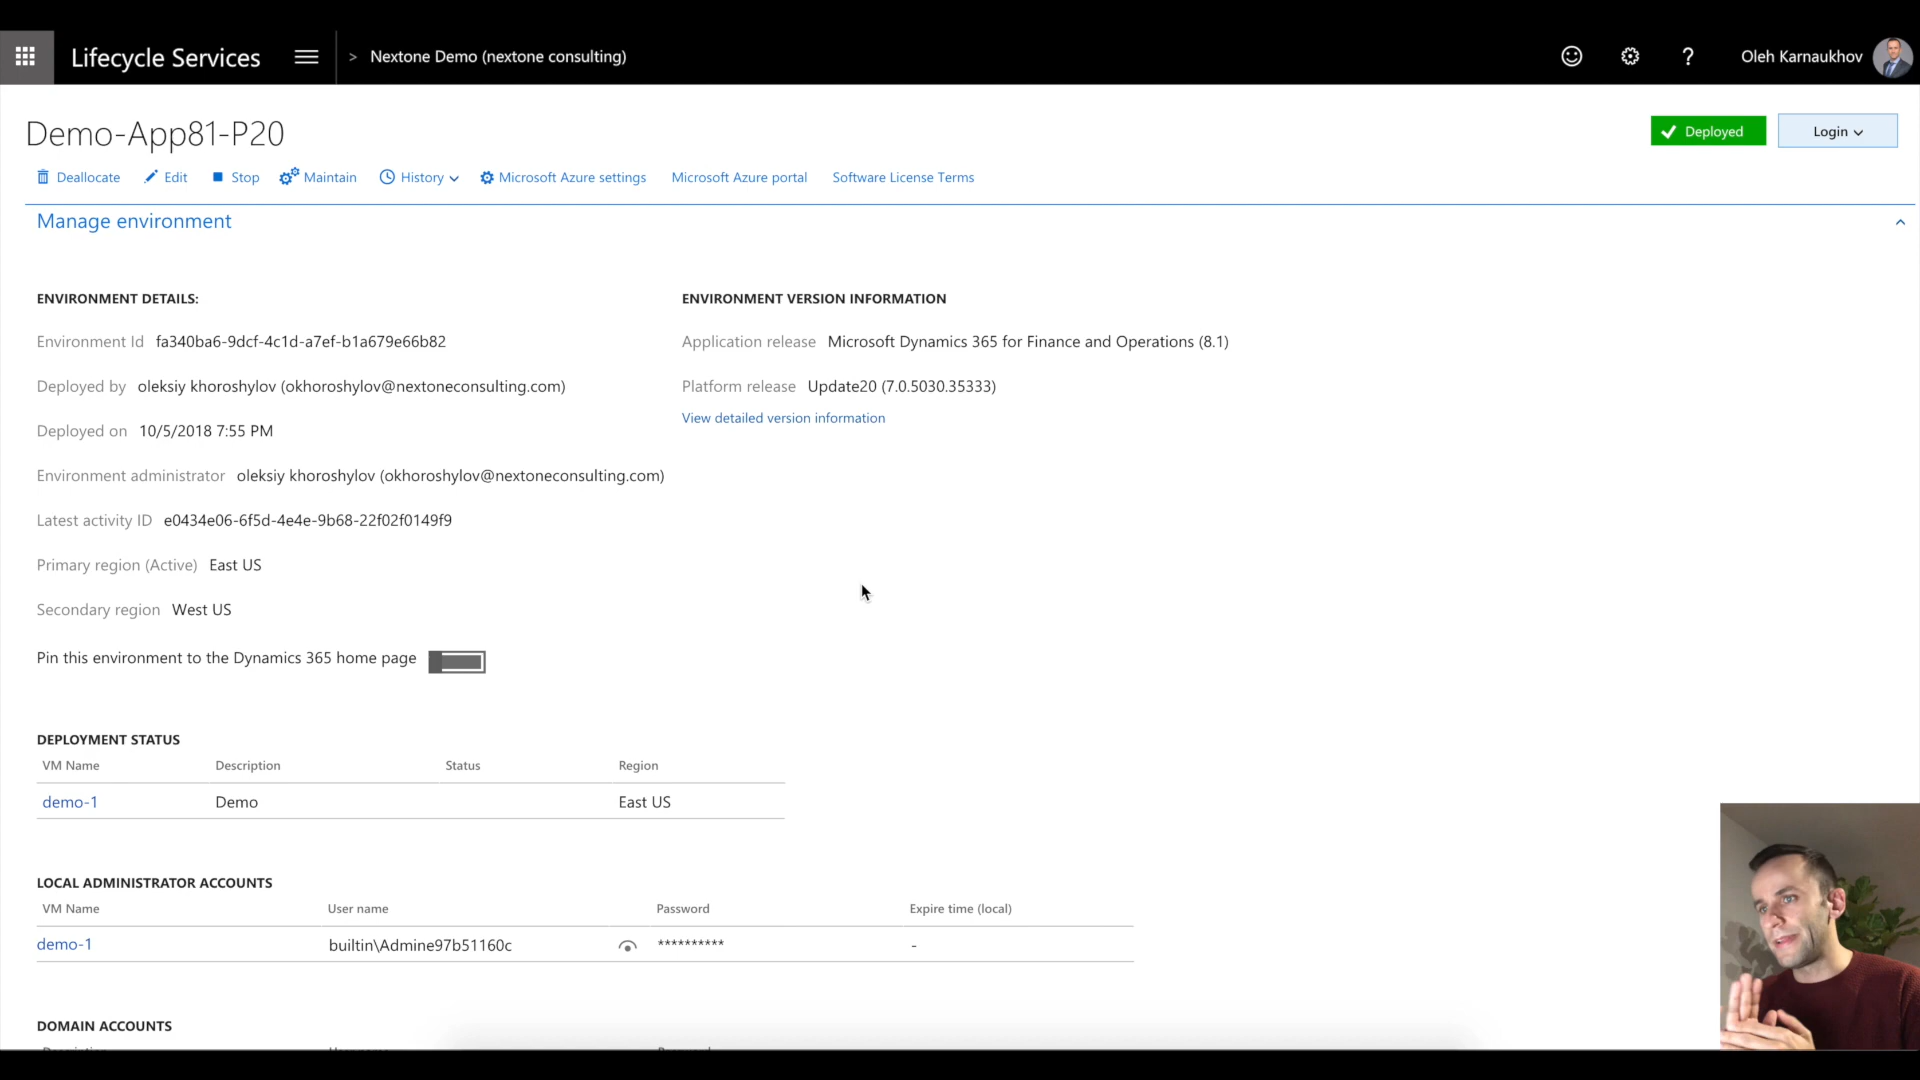 Lifecycle Services > Nextone Demo (nextone consulting) ? Oleh Karnaukhov
Demo-App81-P20 Deployed Login
Deallocate Edit Stop Maintain History Microsoft Azure settings Microsoft Azure portal Software License Terms
Manage environment
ENVIRONMENT DETAILS: ENVIRONMENT VERSION INFORMATION
Environment Id fa340ba6-9dcf-4c1d-a7ef-b1a679e66b82 Application release Microsoft Dynamics 365 for Finance and Operations (8.1)
Deployed by oleksiy khoroshylov (okhoroshylov@nextoneconsulting.com) Platform release Update20 (7.0.5030.35333)
View detailed version information
Deployed on 10/5/2018 7:55 PM
Environment administrator oleksiy khoroshylov (okhoroshylov@nextoneconsulting.com)
Latest activity ID e0434e06-6f5d-4e4e-9b68-22f02f0149f9
Primary region (Active) East US
Secondary region West US
Pin this environment to the Dynamics 365 home page
DEPLOYMENT STATUS
VM Name Description Status Region
demo-1 Demo East US
LOCAL ADMINISTRATOR ACCOUNTS
VM Name User name Password Expire time (local)
demo-1 builtin\Admine97b51160c ********** -
DOMAIN ACCOUNTS